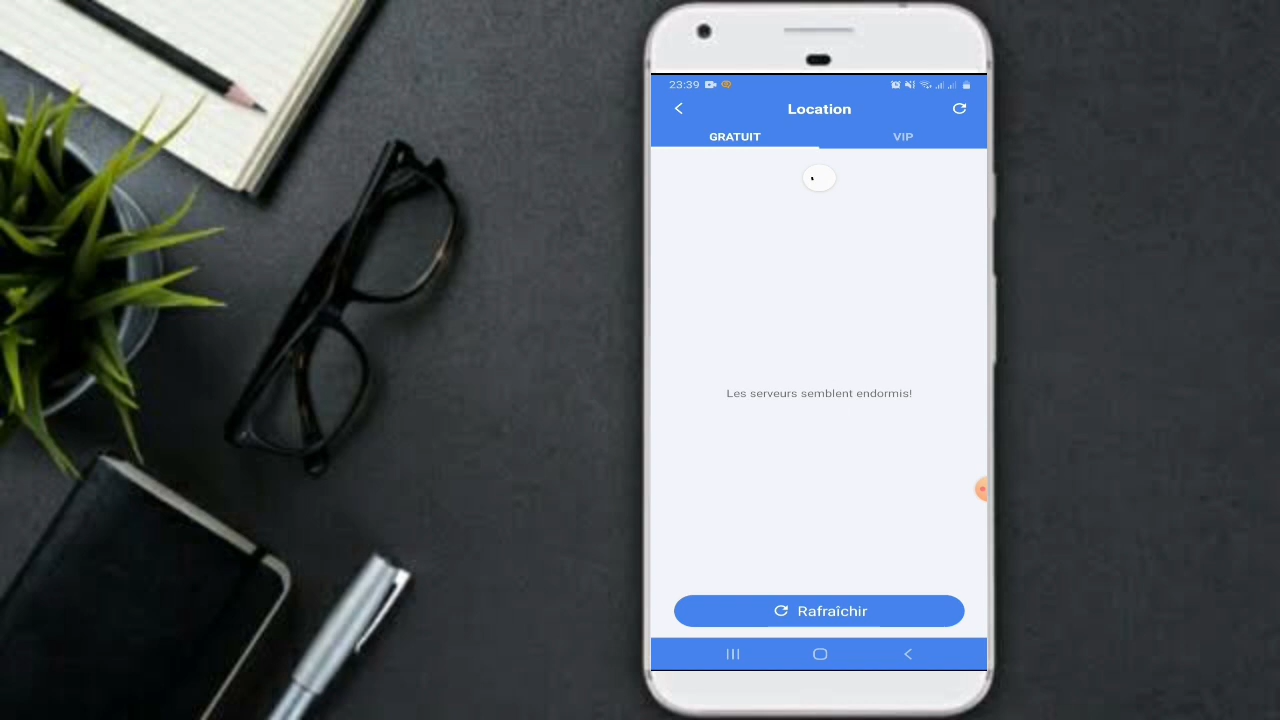 23:39
Location
GRATUIT
VIP
Les serveurs semblent endormis!
Rafraîchir